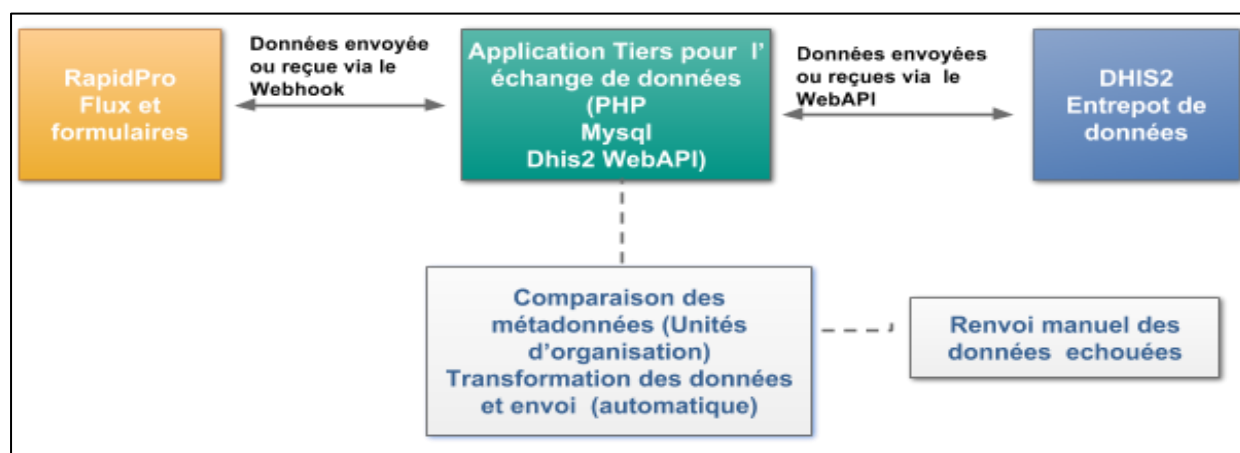 RapidPro
Flux et
formulaires
Données envoyée
ou reçue via le
Webhook
Application Tiers pour l’
échange de données
(PHP
Mysql
Dhis2 WebAPI)
Données envoyées
ou reçues via le
WebAPI
DHIS2
Entrepot de
données
Comparaison des
métadonnées (Unités
d’organisation)
Transformation des données
et envoi (automatique)
Renvoi manuel des
données echouées